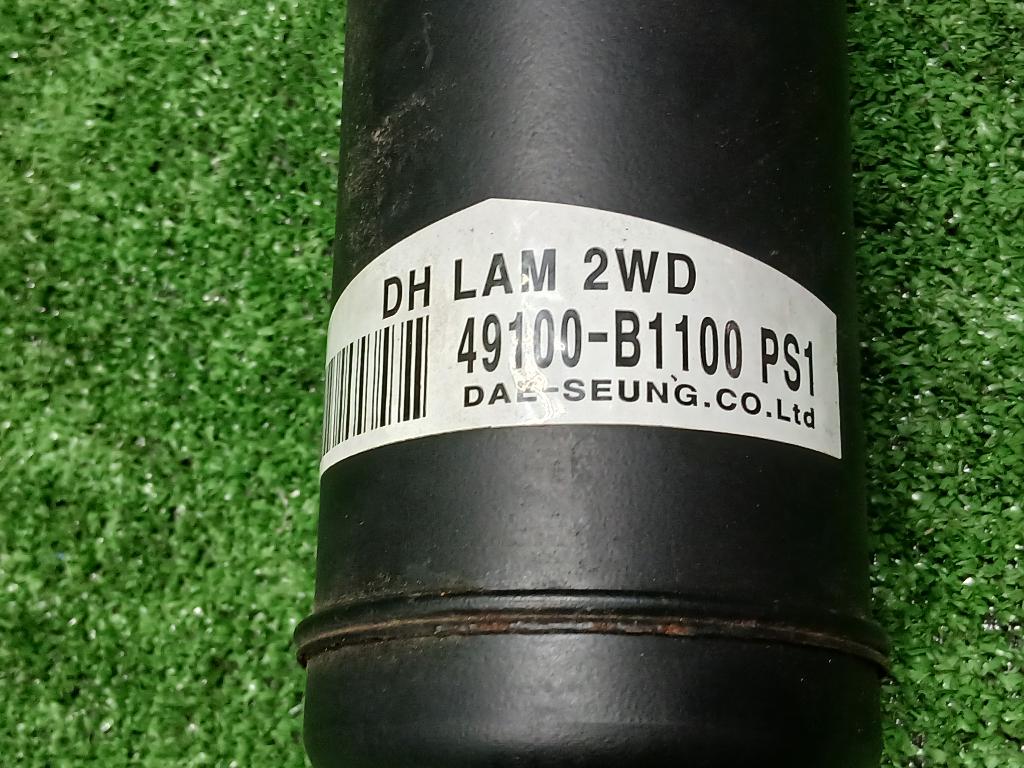 DH LAM 2WD
49100-B1100 PS1
DAE-SEUNG.CO.Ltd